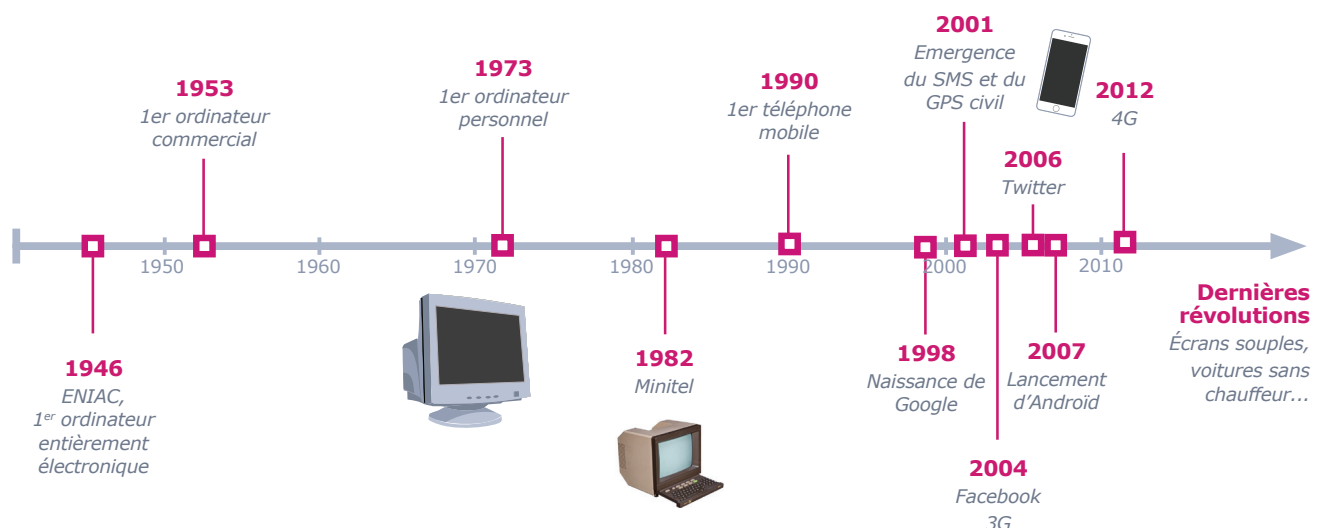 1946
ENIAC,
1er ordinateur
entièrement
électronique
1953
1er ordinateur
commercial
1973
1er ordinateur
personnel
1982
Minitel
1990
1er téléphone
mobile
1998
Naissance de
Google
2001
Emergence
du SMS et du
GPS civil
2004
Facebook
3G
2006
Twitter
2007
Lancement
d'Androïd
2012
4G
1950
1960
1970
1980
1990
2000
2010
Dernières
révolutions
Écrans souples,
voitures sans
chauffeur...